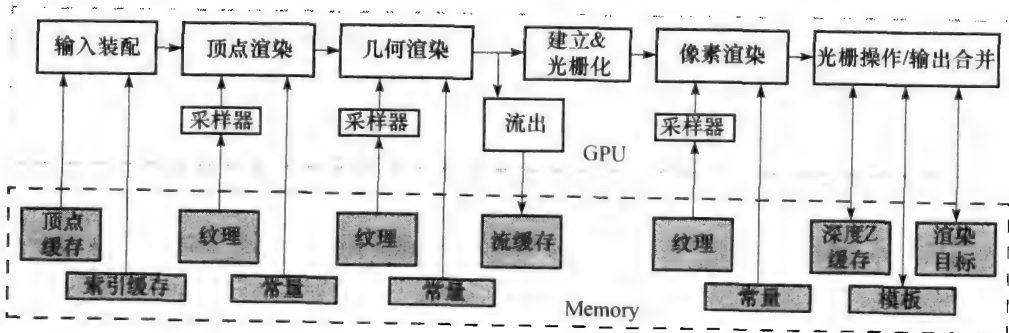 输入装配
顶点渲染
几何渲染
建立&
光栅化
像素渲染
光栅操作/输出合并
采样器
采样器
流出
采样器
GPU
顶点
缓存
纹理
纹理
流缓存
纹理
深度Z
缓存
渲染
目标
索引缓存
常量
常量
常量
模板
Memory